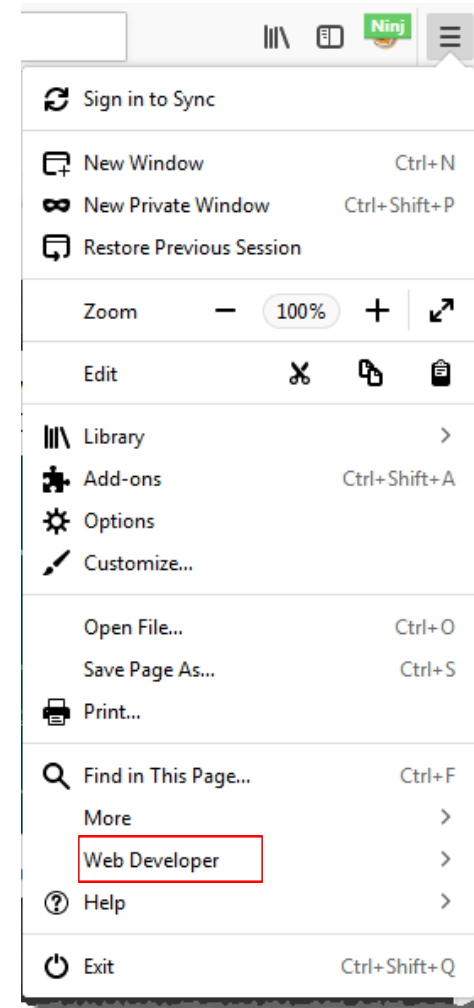 Ninj
Sign in to Sync
New Window Ctrl+N
New Private Window Ctrl+Shift+P
Restore Previous Session
Zoom 100%
Edit
Library
Add-ons Ctrl+Shift+A
Options
Customize...
Open File... Ctrl+O
Save Page As... Ctrl+S
Print...
Find in This Page... Ctrl+F
More
Web Developer
Help
Exit Ctrl+Shift+Q